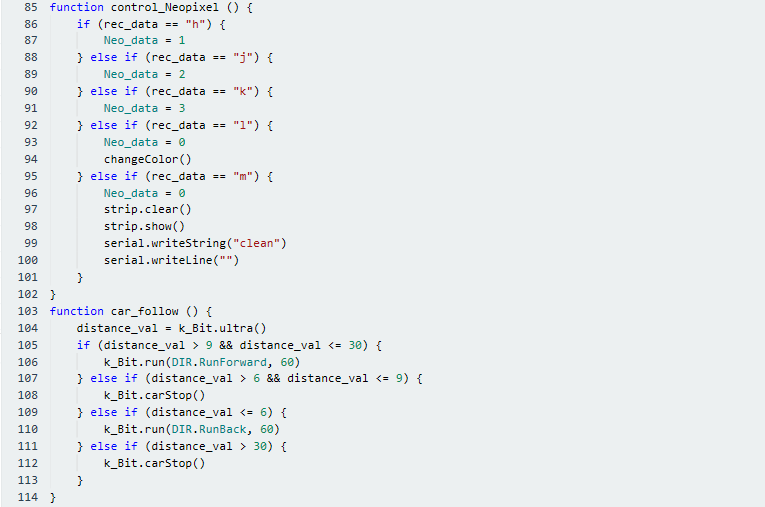 85 function control_Neopixel () {
86     if (rec_data == "h") {
87         Neo_data = 1
88     } else if (rec_data == "j") {
89         Neo_data = 2
90     } else if (rec_data == "k") {
91         Neo_data = 3
92     } else if (rec_data == "l") {
93         Neo_data = 0
94         changeColor()
95     } else if (rec_data == "m") {
96         Neo_data = 0
97         strip.clear()
98         strip.show()
99         serial.writeString("clean")
100         serial.writeLine("")
101     }
102 }
103 function car_follow () {
104     distance_val = k_Bit.ultra()
105     if (distance_val > 9 && distance_val <= 30) {
106         k_Bit.run(DIR.RunForward, 60)
107     } else if (distance_val > 6 && distance_val <= 9) {
108         k_Bit.carStop()
109     } else if (distance_val <= 6) {
110         k_Bit.run(DIR.RunBack, 60)
111     } else if (distance_val > 30) {
112         k_Bit.carStop()
113     }
114 }